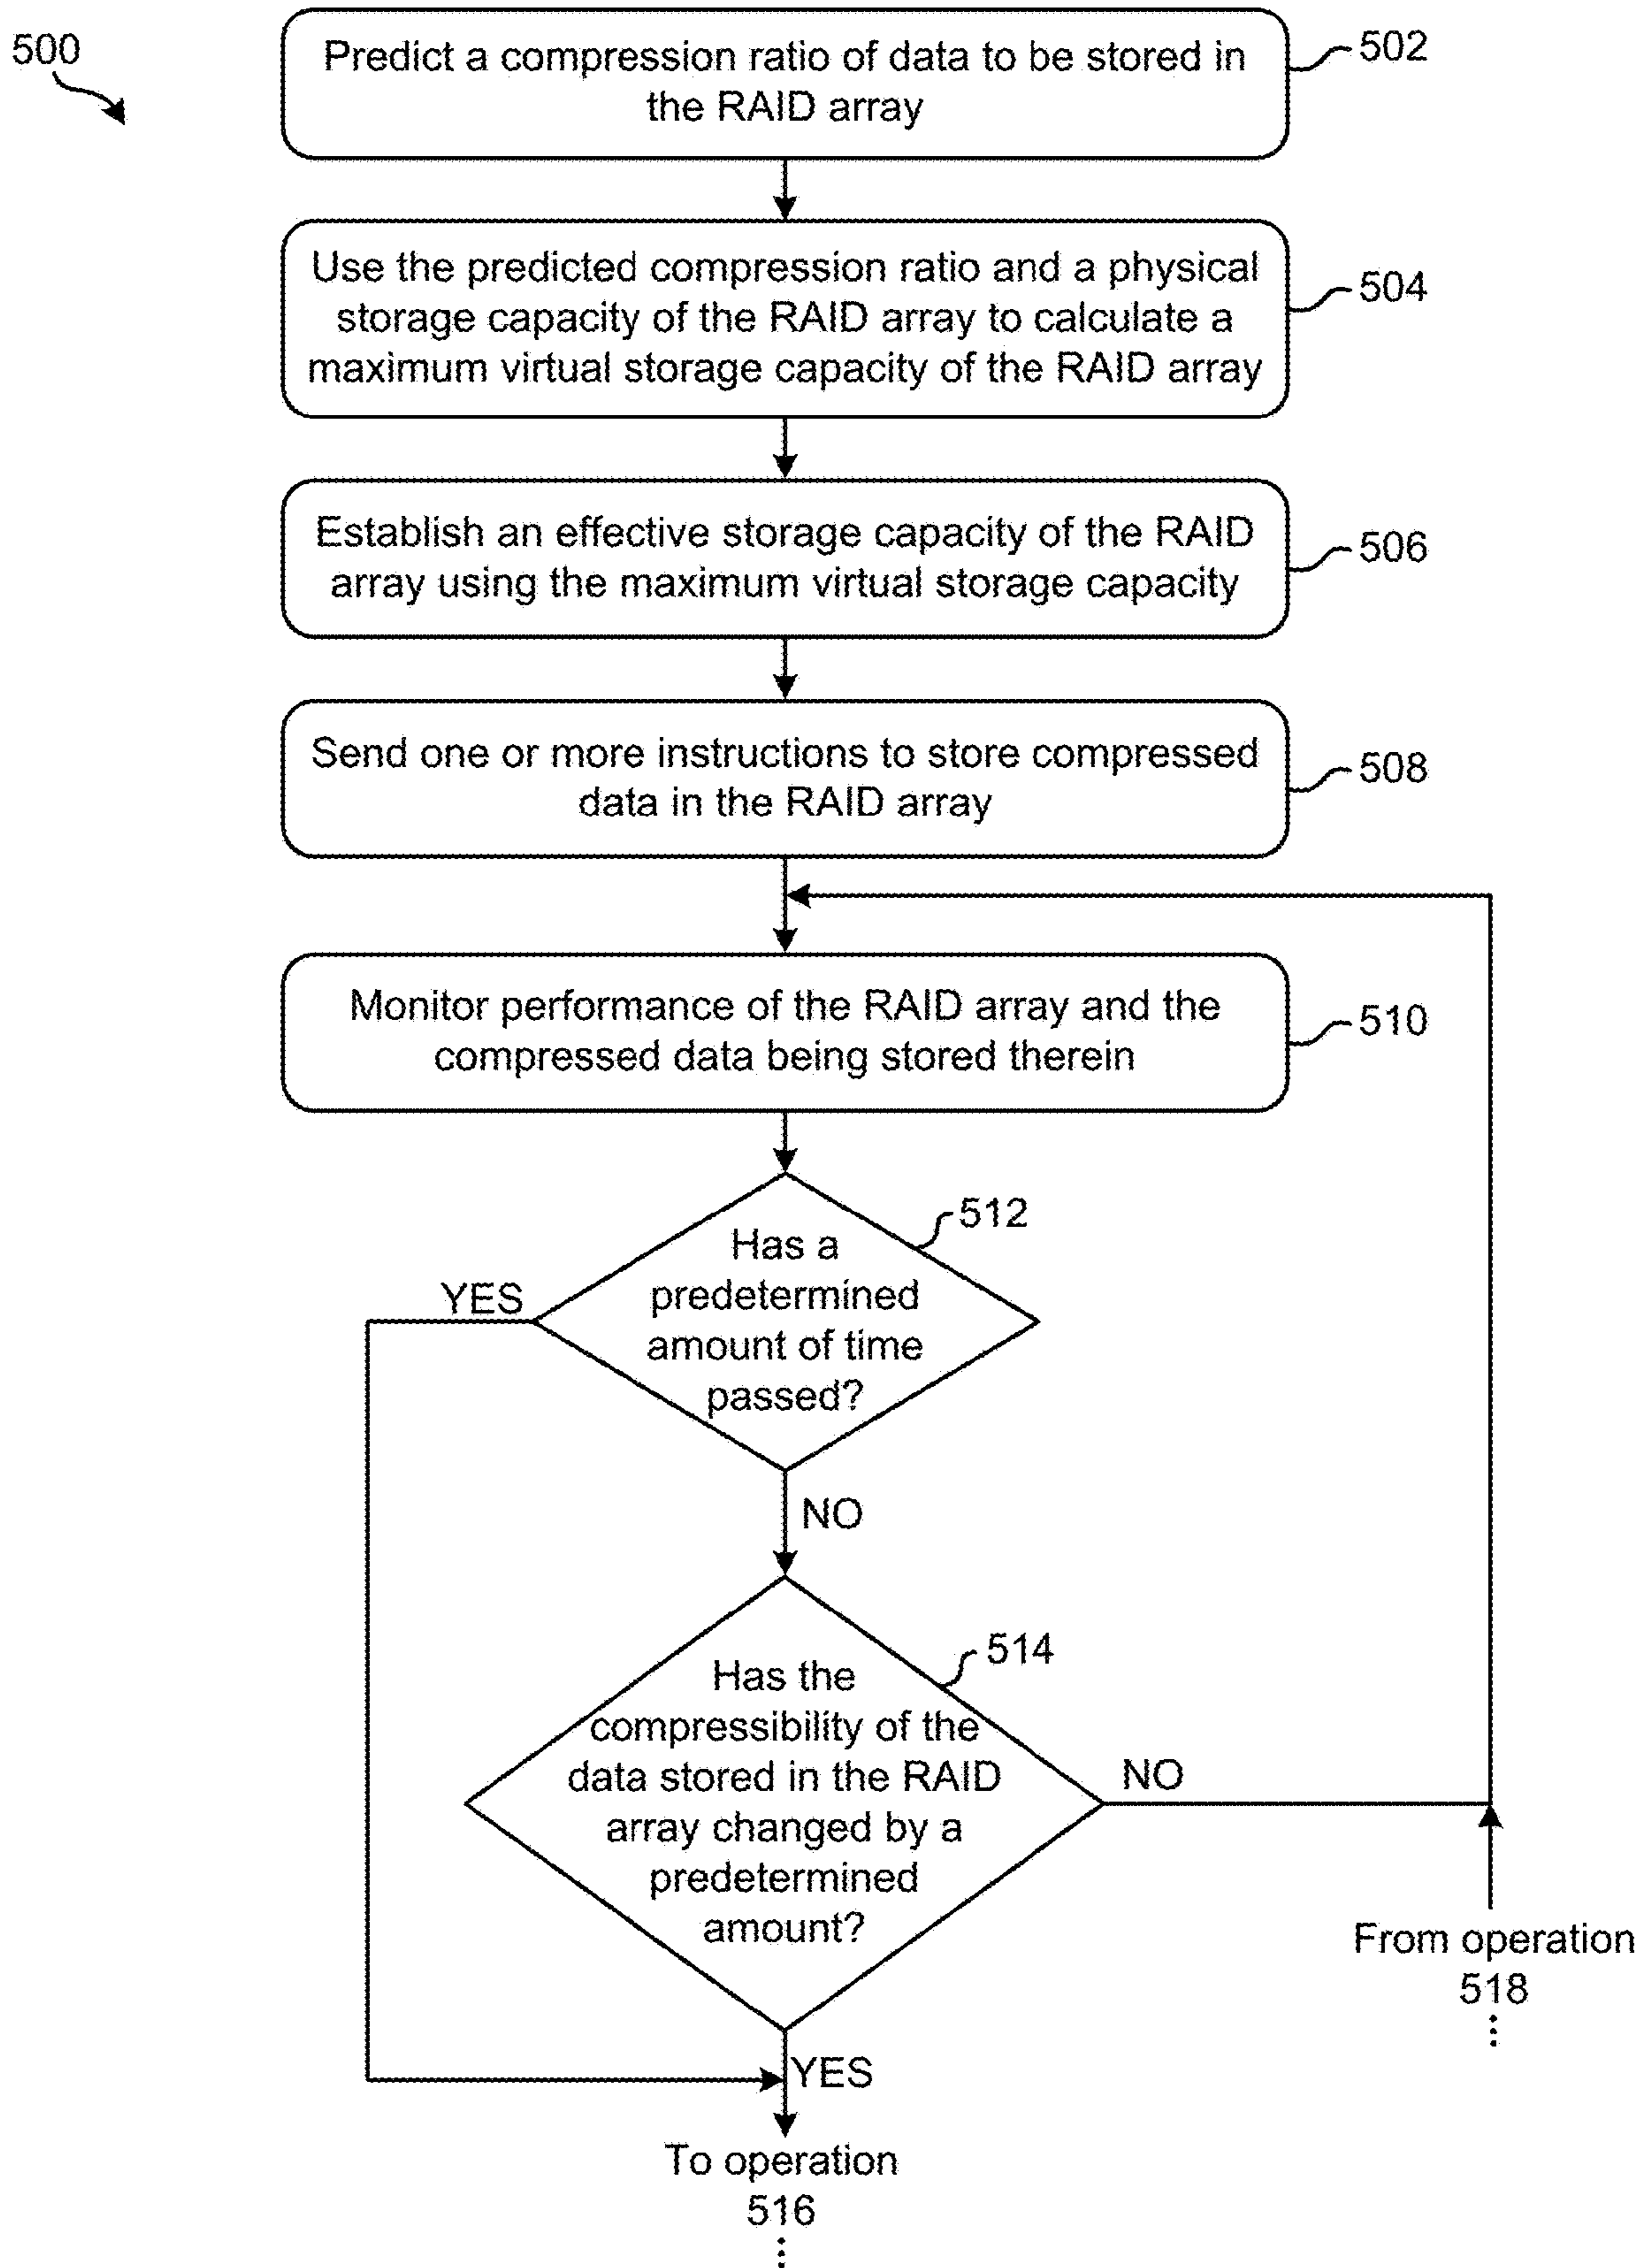 500
Predict a compression ratio of data to be stored in
the RAID array
502
Use the predicted compression ratio and a physical
storage capacity of the RAID array to calculate a
maximum virtual storage capacity of the RAID array
504
Establish an effective storage capacity of the RAID
array using the maximum virtual storage capacity
506
Send one or more instructions to store compressed
data in the RAID array
508
Monitor performance of the RAID array and the
compressed data being stored therein
510
512
Has a
predetermined
amount of time
passed?
YES
NO
514
Has the
compressibility of the
data stored in the RAID
array changed by a
predetermined
amount?
NO
From operation
518
⋮
YES
To operation
516
⋮